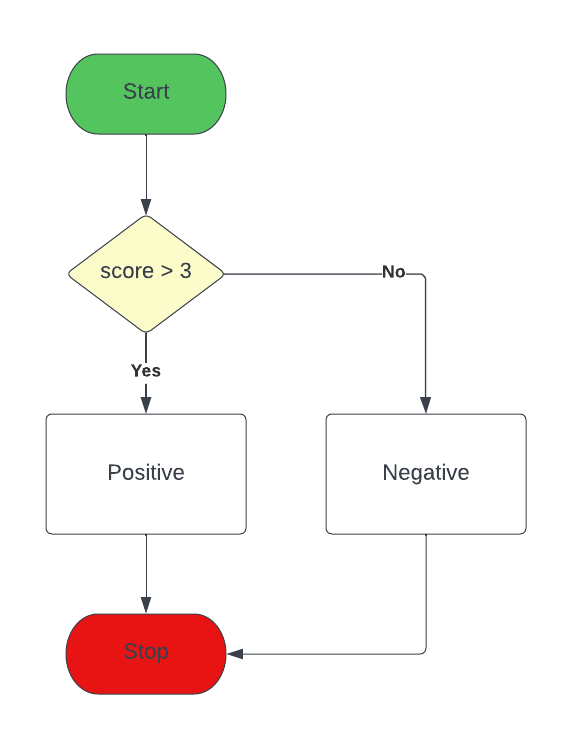 Start
score > 3
No
Yes
Positive
Negative
Stop